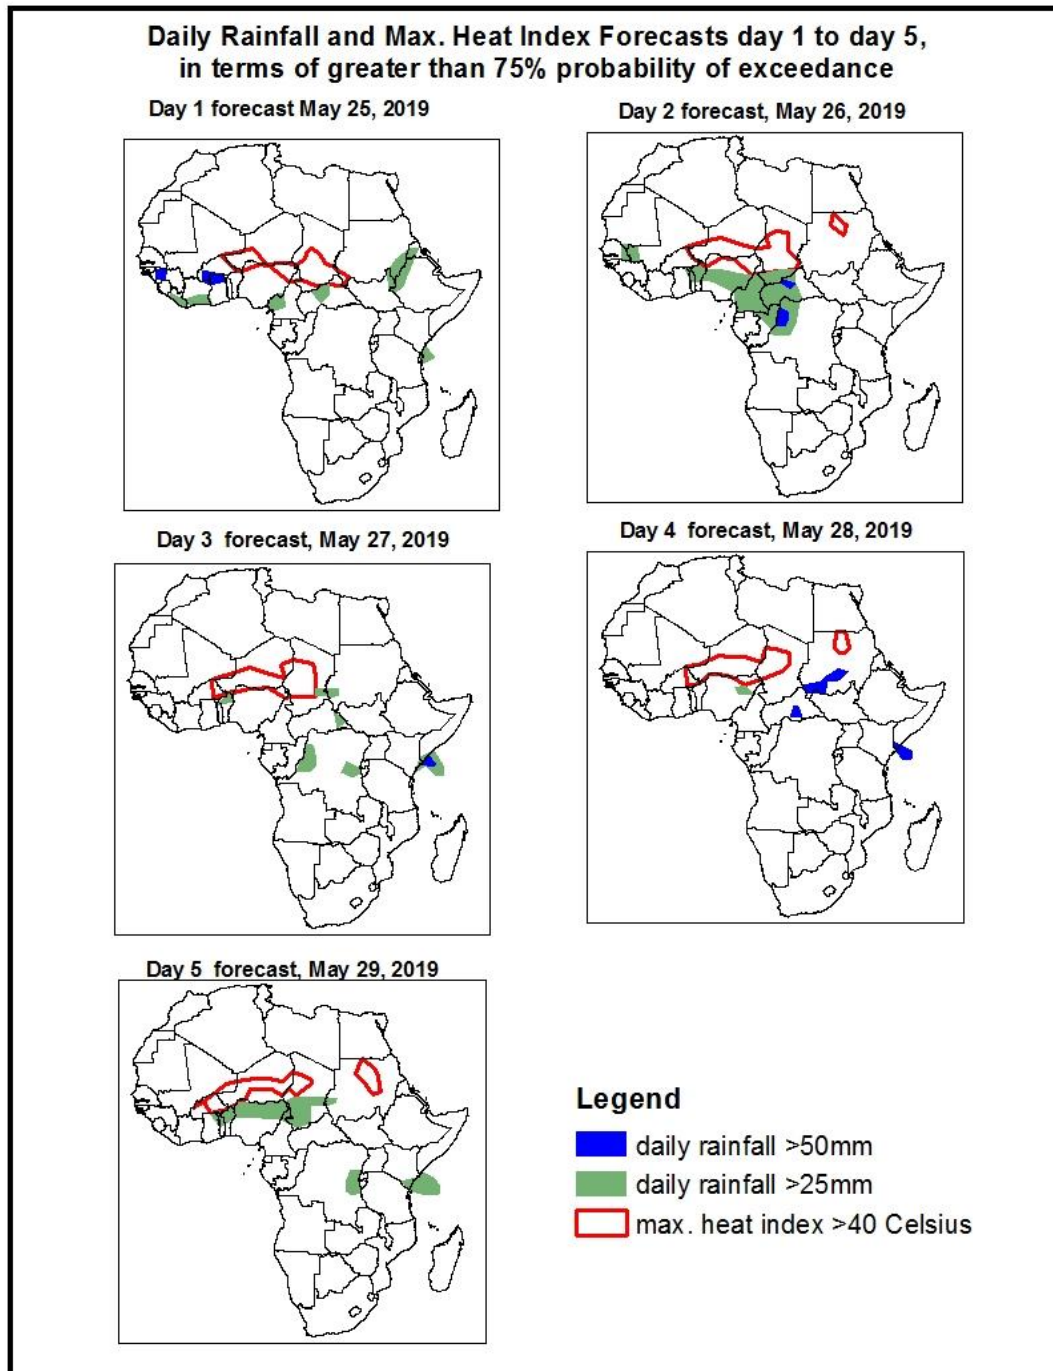 Daily Rainfall and Max. Heat Index Forecasts day 1 to day 5,
in terms of greater than 75% probability of exceedance
Day 1 forecast May 25, 2019
Day 2 forecast, May 26, 2019
Day 3 forecast, May 27, 2019
Day 4 forecast, May 28, 2019
Day 5 forecast, May 29, 2019
Legend
daily rainfall >50mm
daily rainfall >25mm
max. heat index >40 Celsius